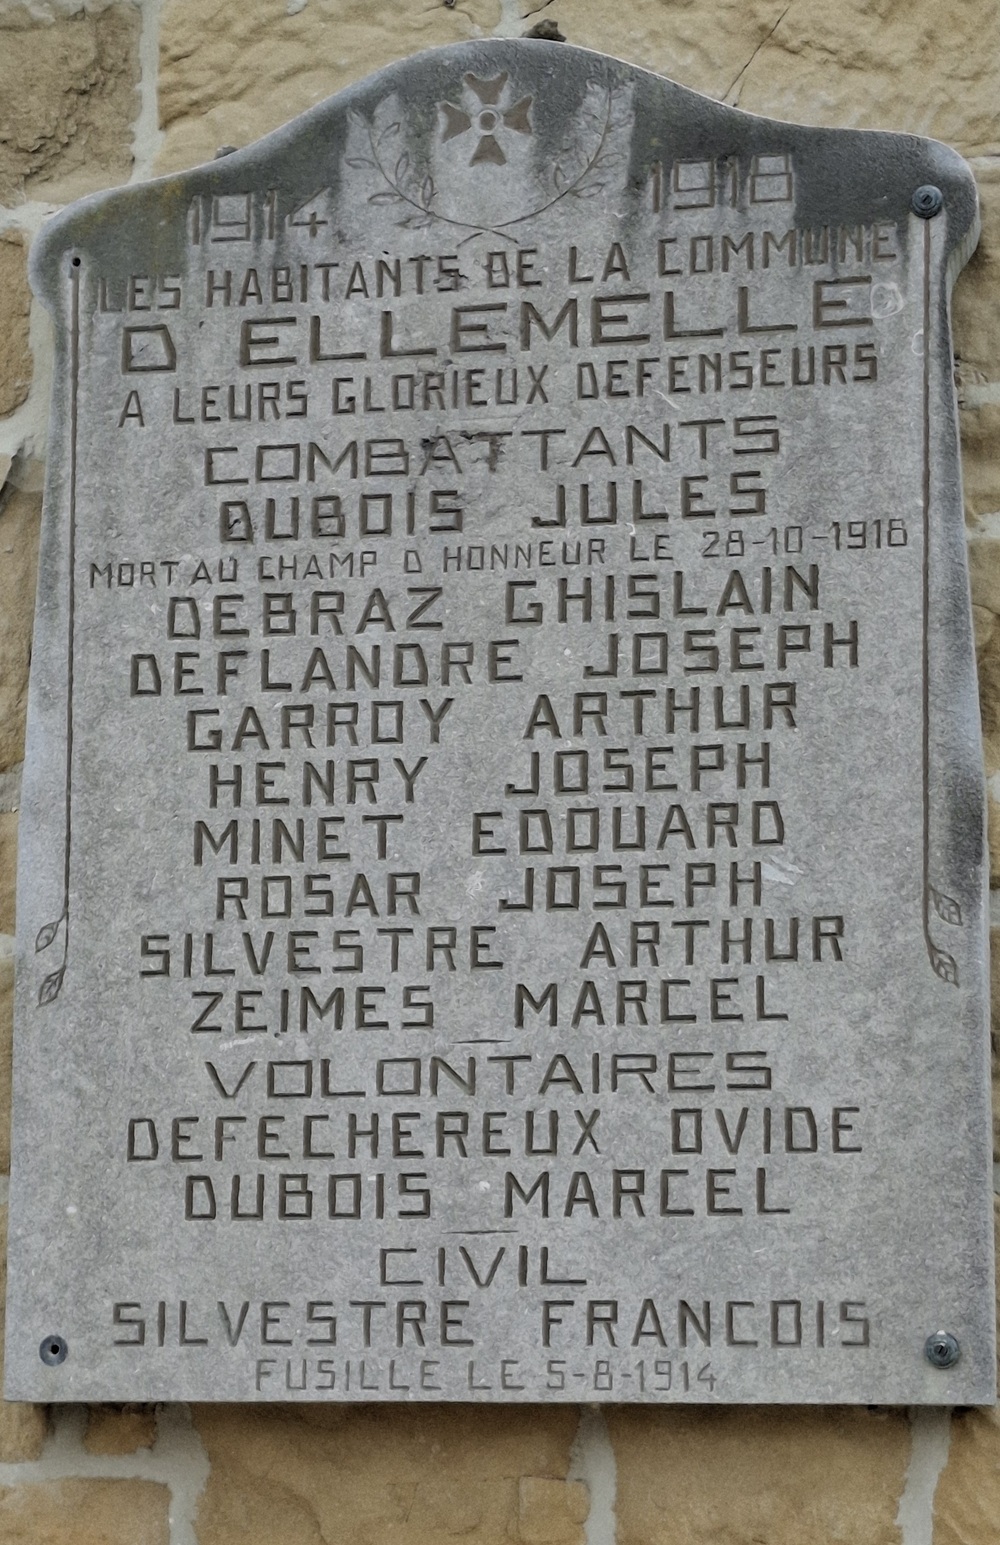 1914 1918
LES HABITANTS DE LA COMMUNE
D ELLEMELLE
A LEURS GLORIEUX DEFENSEURS
COMBATTANTS
DUBOIS JULES
MORT AU CHAMP D HONNEUR LE 28-10-1918
DEBRAZ GHISLAIN
DEFLANDRE JOSEPH
GARROY ARTHUR
HENRY JOSEPH
MINET EDOUARD
ROSAR JOSEPH
SILVESTRE ARTHUR
ZEIMES MARCEL
VOLONTAIRES
DEFECHEREUX OVIDE
DUBOIS MARCEL
CIVIL
SILVESTRE FRANCOIS
FUSILLE LE 5-8-1914